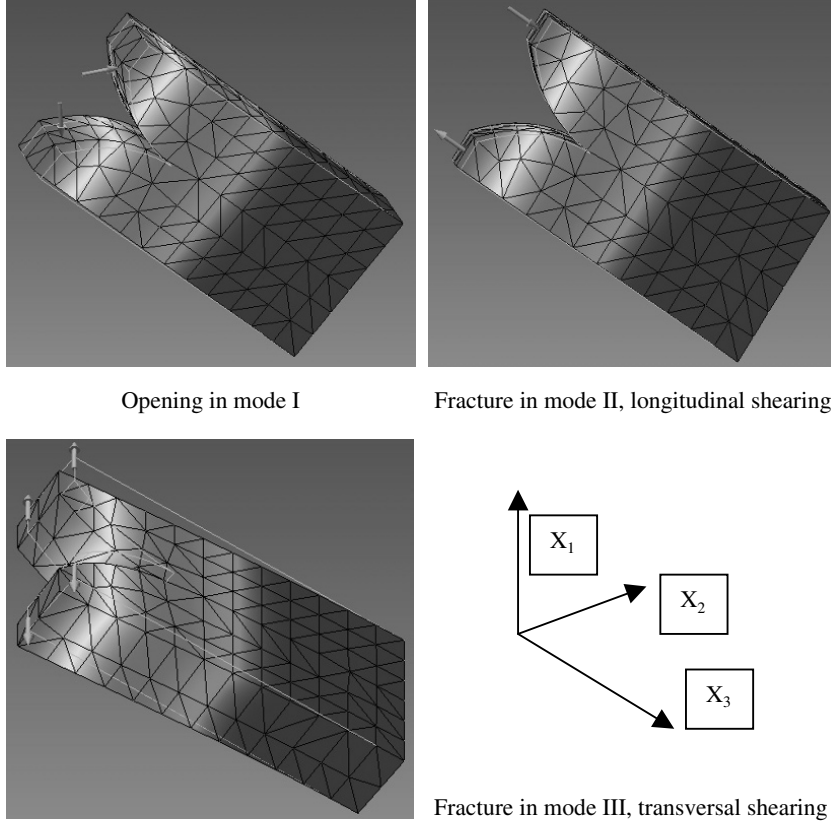 Opening in mode I
Fracture in mode II, longitudinal shearing
X₁
X₂
X₃
Fracture in mode III, transversal shearing